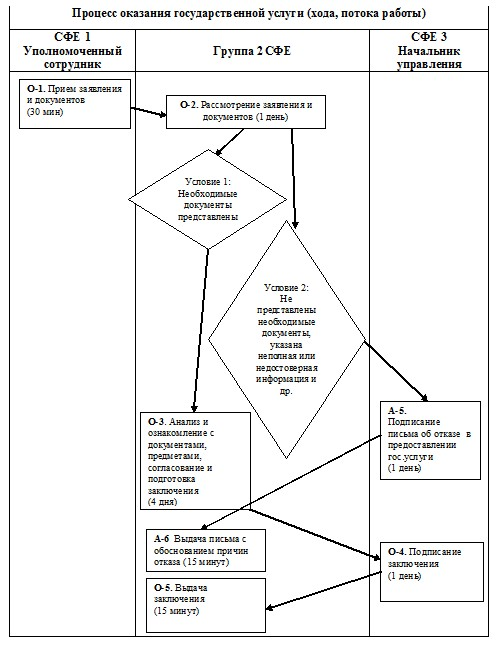 Процесс оказания государственной услуги (хода, потока работы)
СФЕ 1
Уполномоченный
сотрудник
Группа 2 СФЕ
СФЕ 3
Начальник
управления
О-1. Прием заявления
и документов
(30 мин)
О-2. Рассмотрение заявления и
документов (1 день)
Условие 1:
Необходимые
документы
представлены
Условие 2:
Не
представлены
необходимые
документы,
указана
неполная или
недостоверная
информация и
др.
О-3. Анализ и
ознакомление с
документами,
предметами,
согласование и
подготовка
заключения
(4 дня)
А-5.
Подписание
письма об отказе в
предоставлении
гос.услуги
(1 день)
А-6 Выдача письма с
обоснованием причин
отказа (15 минут)
О-4. Подписание
заключения
(1 день)
О-5. Выдача
заключения
(15 минут)